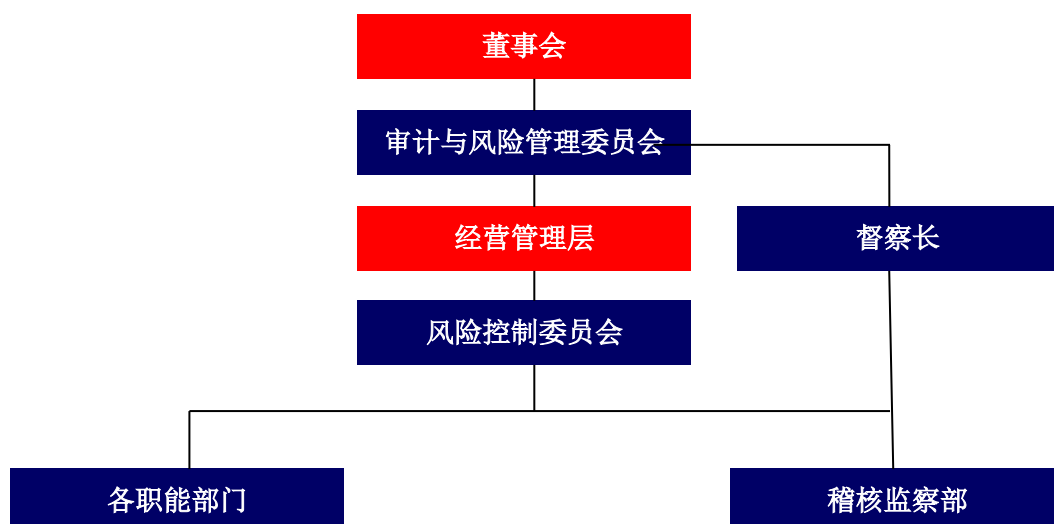 董事会
审计与风险管理委员会
经营管理层
督察长
风险控制委员会
各职能部门
稽核监察部